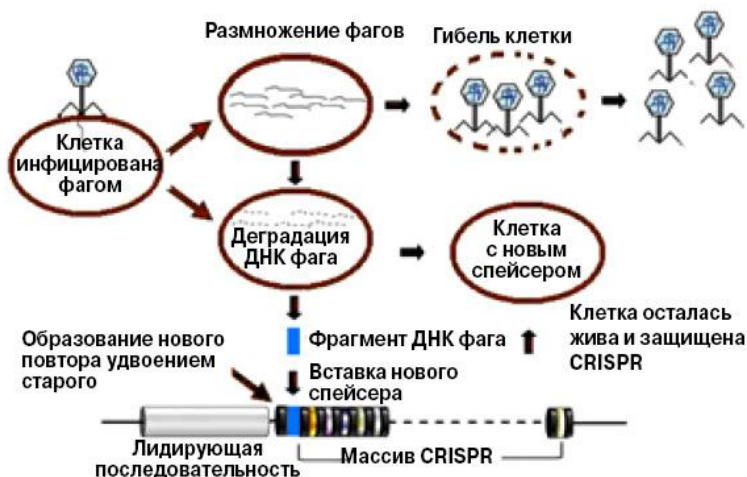 Размножение фагов
Гибель клетки
Клетка
инфицирована
фагом
Деградация
ДНК фага
Клетка
с новым
спейсером
Фрагмент ДНК фага
Клетка осталась
жива и защищена
CRISPR
Образование нового
повтора удвоением
старого
Вставка нового
спейсера
Лидирующая
последовательность
Массив CRISPR